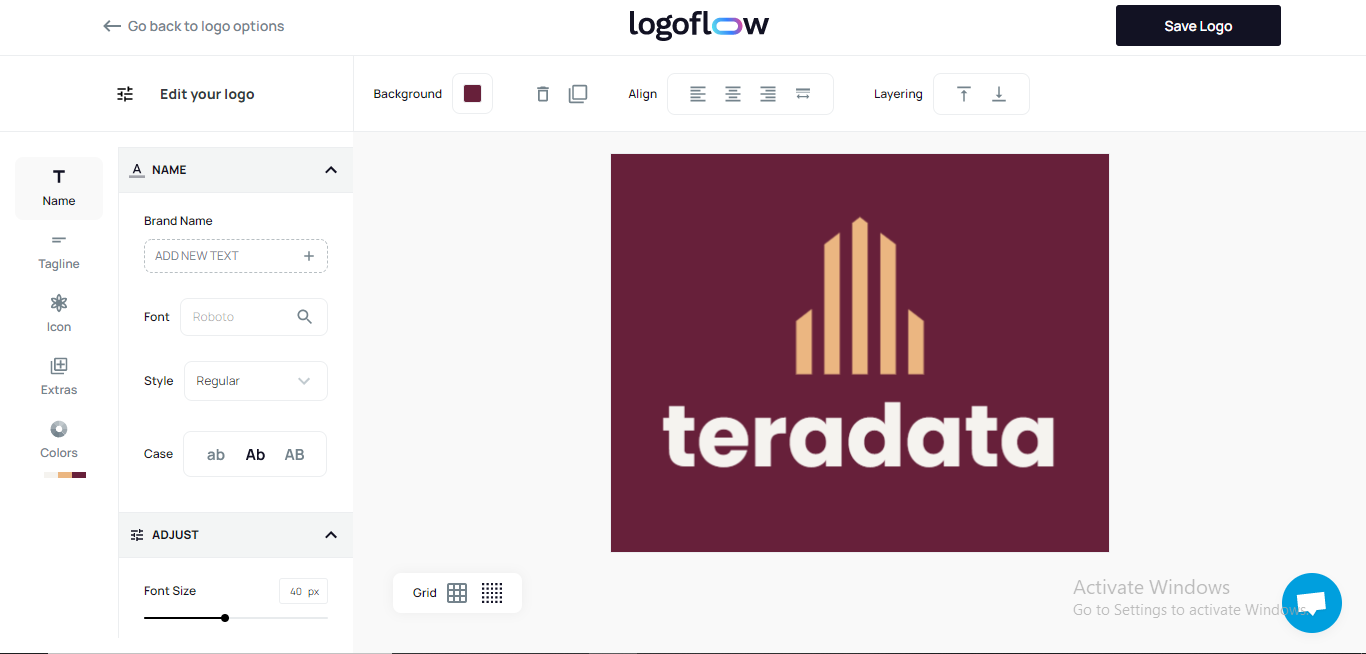 Go back to logo options
logoflow
Save Logo
Edit your logo
Background
Align
Layering
T
Name
Tagline
Icon
Extras
Colors
A NAME
Brand Name
ADD NEW TEXT +
Font Roboto
Style Regular
Case ab Ab AB
ADJUST
Font Size 40 px
teradata
Grid
Activate Windows
Go to Settings to activate Windows.